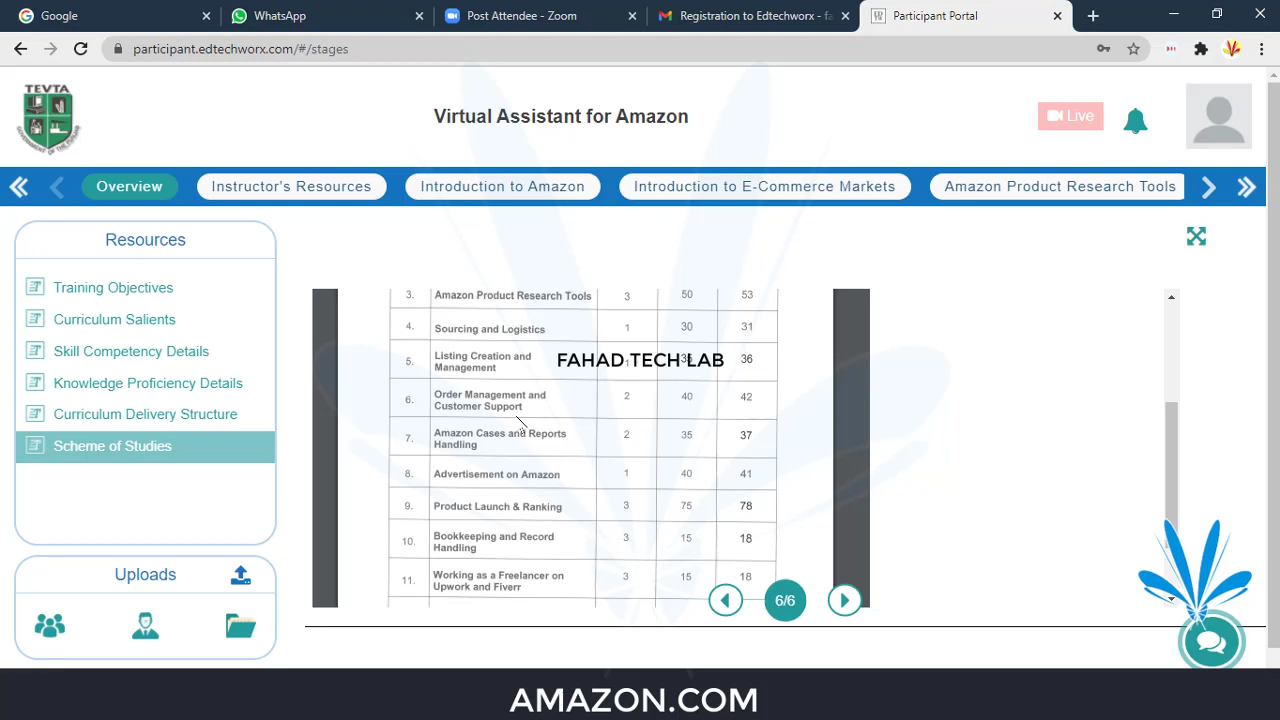 Google
WhatsApp
Post Attendee - Zoom
Registration to Edtechworx - fa
Participant Portal
participant.edtechworx.com/#/stages
TEVTA
Virtual Assistant for Amazon
Live
Overview
Instructor's Resources
Introduction to Amazon
Introduction to E-Commerce Markets
Amazon Product Research Tools
Resources
Training Objectives
Curriculum Salients
Skill Competency Details
Knowledge Proficiency Details
Curriculum Delivery Structure
Scheme of Studies
Uploads
3. Amazon Product Research Tools 3 50 53
4. Sourcing and Logistics 1 30 31
5. Listing Creation and
Management 1 35 36
FAHAD TECH LAB
6. Order Management and
Customer Support 2 40 42
7. Amazon Cases and Reports
Handling 2 35 37
8. Advertisement on Amazon 1 40 41
9. Product Launch & Ranking 3 75 78
10. Bookkeeping and Record
Handling 3 15 18
11. Working as a Freelancer on
Upwork and Fiverr 3 15 18
6/6
AMAZON.COM